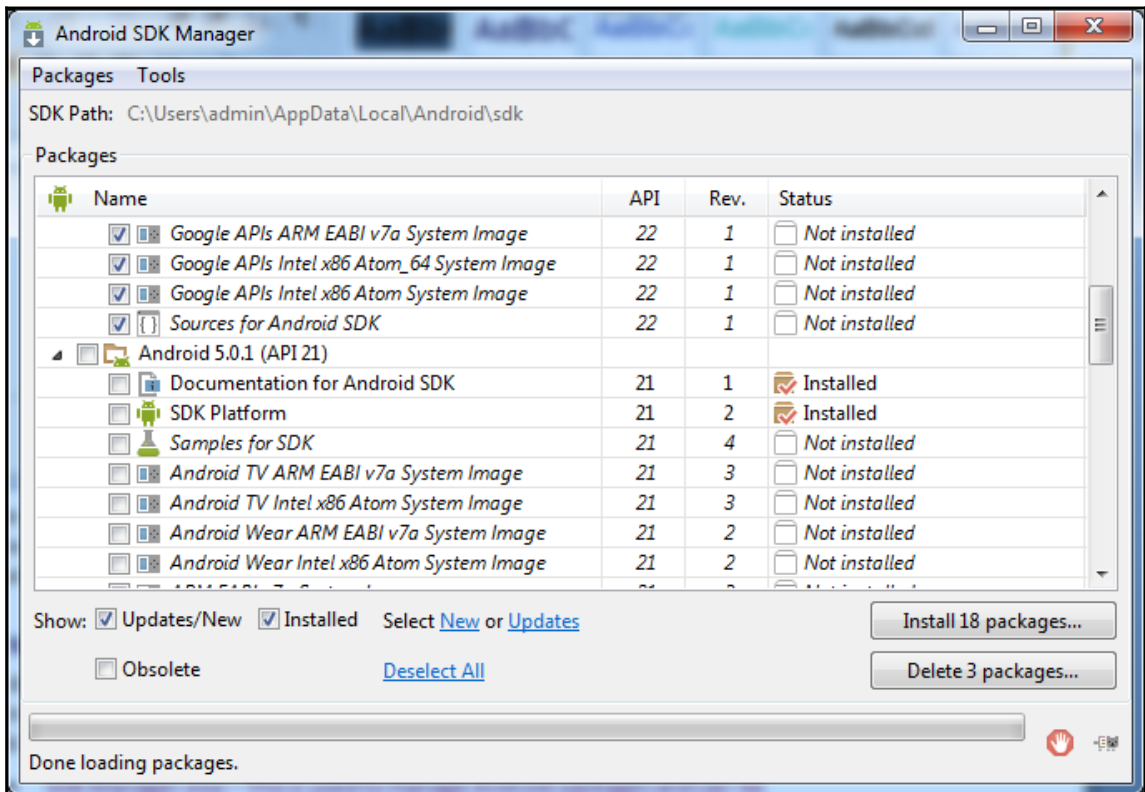 Android SDK Manager
Packages Tools
SDK Path: C:\Users\admin\AppData\Local\Android\sdk
Packages
Name API Rev. Status
Google APIs ARM EABI v7a System Image 22 1 Not installed
Google APIs Intel x86 Atom_64 System Image 22 1 Not installed
Google APIs Intel x86 Atom System Image 22 1 Not installed
Sources for Android SDK 22 1 Not installed
Android 5.0.1 (API 21)
Documentation for Android SDK 21 1 Installed
SDK Platform 21 2 Installed
Samples for SDK 21 4 Not installed
Android TV ARM EABI v7a System Image 21 3 Not installed
Android TV Intel x86 Atom System Image 21 3 Not installed
Android Wear ARM EABI v7a System Image 21 2 Not installed
Android Wear Intel x86 Atom System Image 21 2 Not installed
Show: Updates/New Installed Select New or Updates Install 18 packages...
Obsolete Deselect All Delete 3 packages...
Done loading packages.